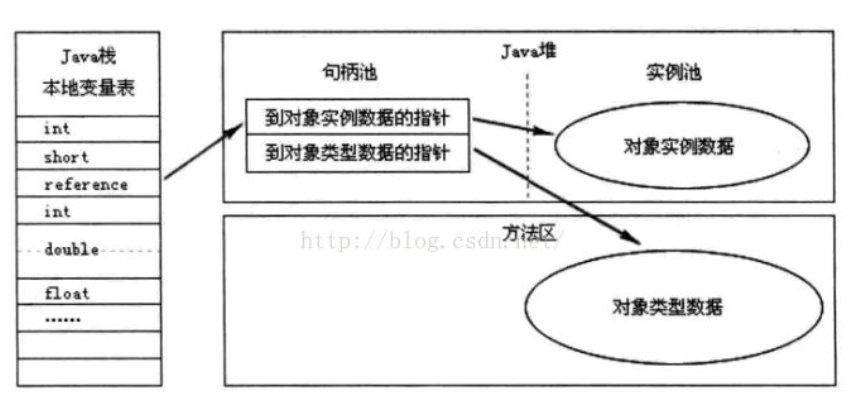 Java栈
本地变量表
int
short
reference
int
double
float
……
Java堆
句柄池
实例池
到对象实例数据的指针
到对象类型数据的指针
对象实例数据
方法区
http://blog.csdn.net/
对象类型数据